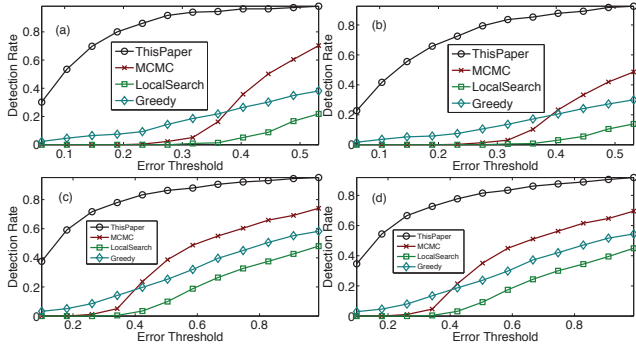 (a)
ThisPaper
MCMC
LocalSearch
Greedy
Detection Rate
0.8
0.6
0.4
0.2
0
0.1 0.2 0.3 0.4 0.5
Error Threshold
(b)
ThisPaper
MCMC
LocalSearch
Greedy
Detection Rate
0.8
0.6
0.4
0.2
0
0.1 0.2 0.3 0.4 0.5
Error Threshold
(c)
ThisPaper
MCMC
LocalSearch
Greedy
Detection Rate
0.8
0.6
0.4
0.2
0
0.2 0.4 0.6 0.8
Error Threshold
(d)
ThisPaper
MCMC
LocalSearch
Greedy
Detection Rate
0.8
0.6
0.4
0.2
0
0.2 0.4 0.6 0.8
Error Threshold